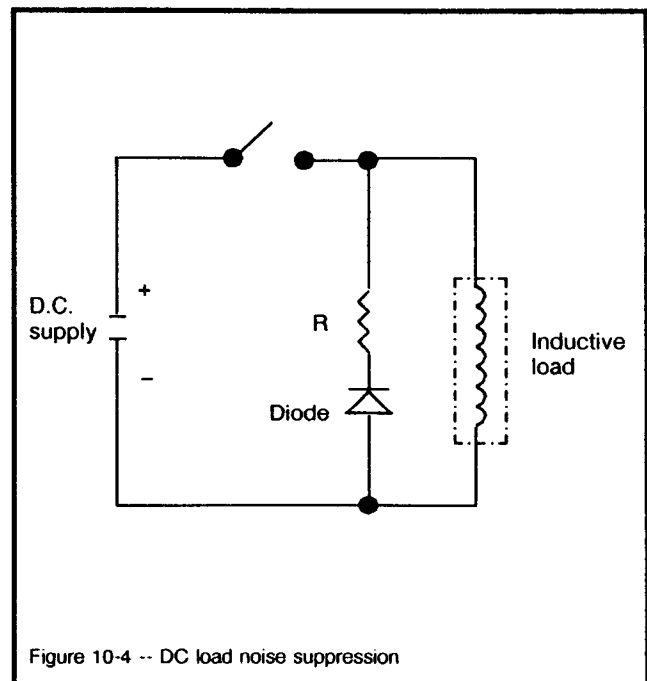 +
D.C.
supply
−
R
Diode
Inductive
load
Figure 10-4 -- DC load noise suppression